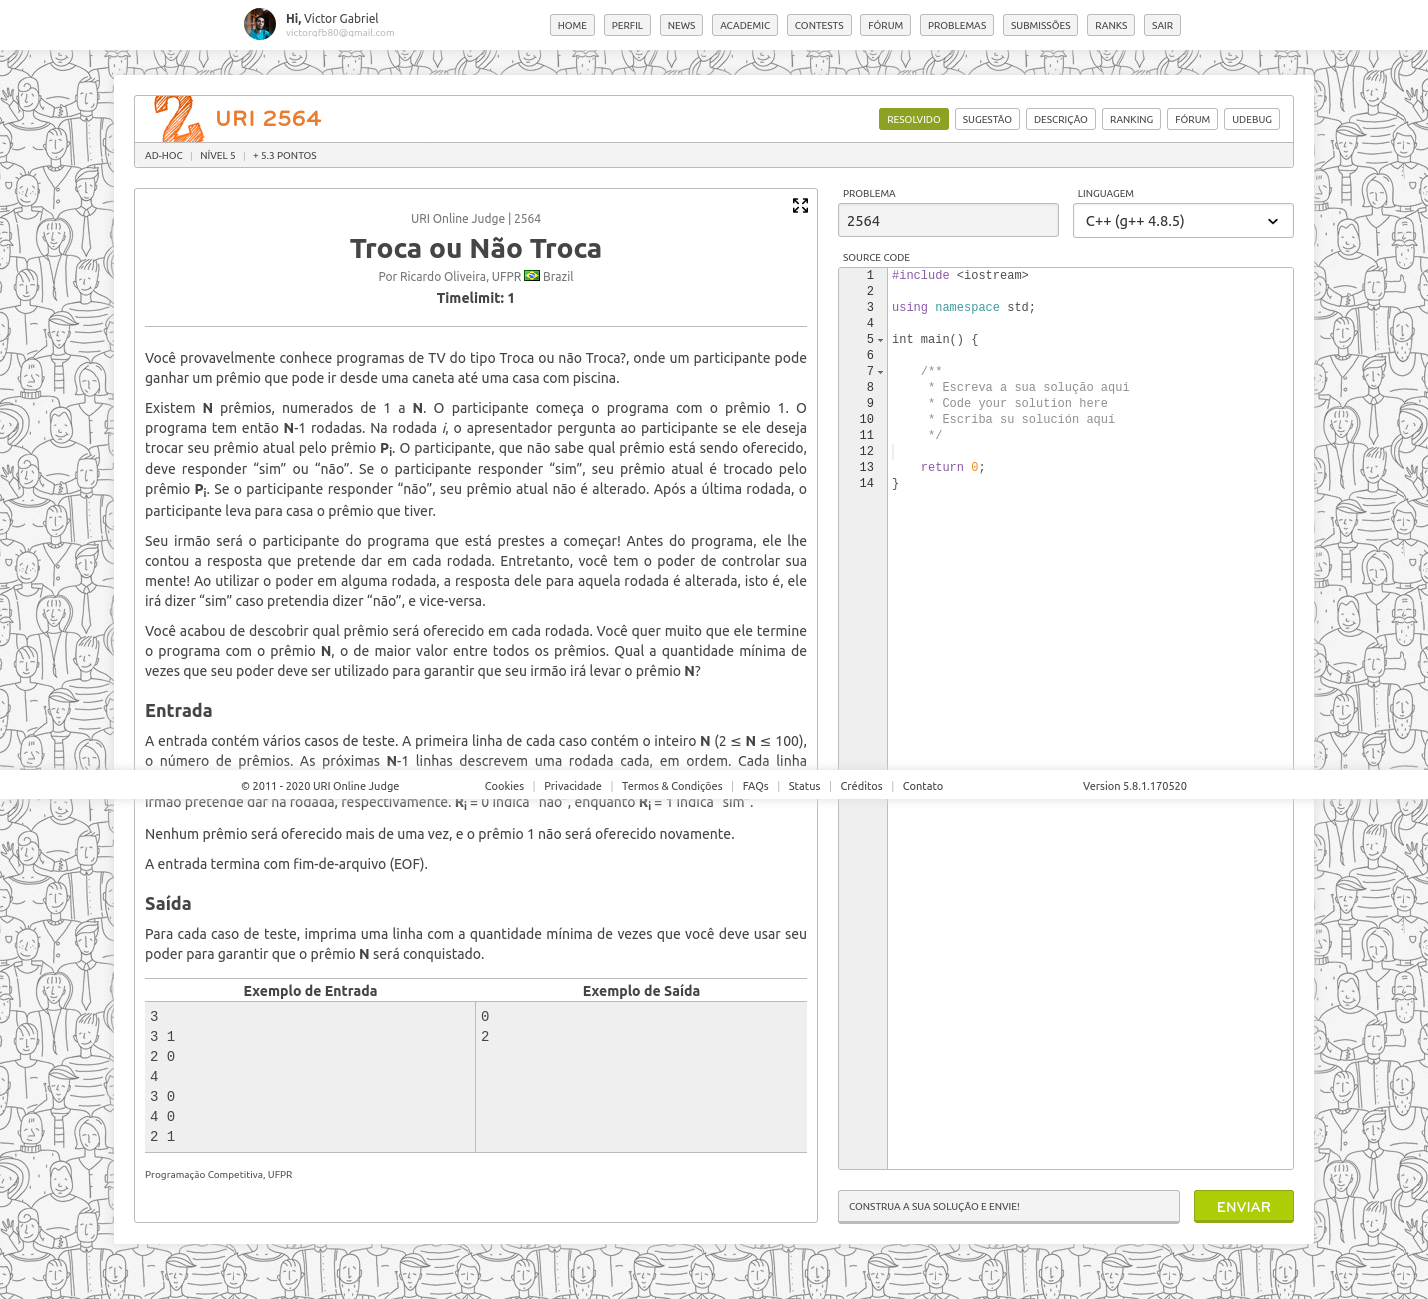 Hi, Victor Gabriel
victorgfb80@gmail.com
HOME PERFIL NEWS ACADEMIC CONTESTS FÓRUM PROBLEMAS SUBMISSÕES RANKS SAIR
URI 2564
RESOLVIDO SUGESTÃO DESCRIÇÃO RANKING FÓRUM UDEBUG
AD-HOC | NÍVEL 5 | + 5.3 PONTOS
URI Online Judge | 2564
Troca ou Não Troca
Por Ricardo Oliveira, UFPR Brazil
Timelimit: 1
Você provavelmente conhece programas de TV do tipo Troca ou não Troca?, onde um participante pode
ganhar um prêmio que pode ir desde uma caneta até uma casa com piscina.
Existem N prêmios, numerados de 1 a N. O participante começa o programa com o prêmio 1. O
programa tem então N-1 rodadas. Na rodada i, o apresentador pergunta ao participante se ele deseja
trocar seu prêmio atual pelo prêmio Pi. O participante, que não sabe qual prêmio está sendo oferecido,
deve responder “sim” ou “não”. Se o participante responder “sim”, seu prêmio atual é trocado pelo
prêmio Pi. Se o participante responder “não”, seu prêmio atual não é alterado. Após a última rodada, o
participante leva para casa o prêmio que tiver.
Seu irmão será o participante do programa que está prestes a começar! Antes do programa, ele lhe
contou a resposta que pretende dar em cada rodada. Entretanto, você tem o poder de controlar sua
mente! Ao utilizar o poder em alguma rodada, a resposta dele para aquela rodada é alterada, isto é, ele
irá dizer “sim” caso pretendia dizer “não”, e vice-versa.
Você acabou de descobrir qual prêmio será oferecido em cada rodada. Você quer muito que ele termine
o programa com o prêmio N, o de maior valor entre todos os prêmios. Qual a quantidade mínima de
vezes que seu poder deve ser utilizado para garantir que seu irmão irá levar o prêmio N?
Entrada
A entrada contém vários casos de teste. A primeira linha de cada caso contém o inteiro N (2 ≤ N ≤ 100),
o número de prêmios. As próximas N-1 linhas descrevem uma rodada cada, em ordem. Cada linha
irmão pretende dar na rodada, respectivamente. Ri = 0 indica “não”, enquanto Ri = 1 indica “sim”.
Nenhum prêmio será oferecido mais de uma vez, e o prêmio 1 não será oferecido novamente.
A entrada termina com fim-de-arquivo (EOF).
Saída
Para cada caso de teste, imprima uma linha com a quantidade mínima de vezes que você deve usar seu
poder para garantir que o prêmio N será conquistado.
Exemplo de Entrada Exemplo de Saída
3 0
3 1 2
2 0
4
3 0
4 0
2 1
Programação Competitiva, UFPR
PROBLEMA LINGUAGEM
2564 C++ (g++ 4.8.5)
SOURCE CODE
1 #include <iostream>
2
3 using namespace std;
4
5 int main() {
6
7 /**
8 * Escreva a sua solução aqui
9 * Code your solution here
10 * Escriba su solución aquí
11 */
12
13 return 0;
14 }
CONSTRUA A SUA SOLUÇÃO E ENVIE! ENVIAR
© 2011 - 2020 URI Online Judge Cookies | Privacidade | Termos & Condições | FAQs | Status | Créditos | Contato Version 5.8.1.170520